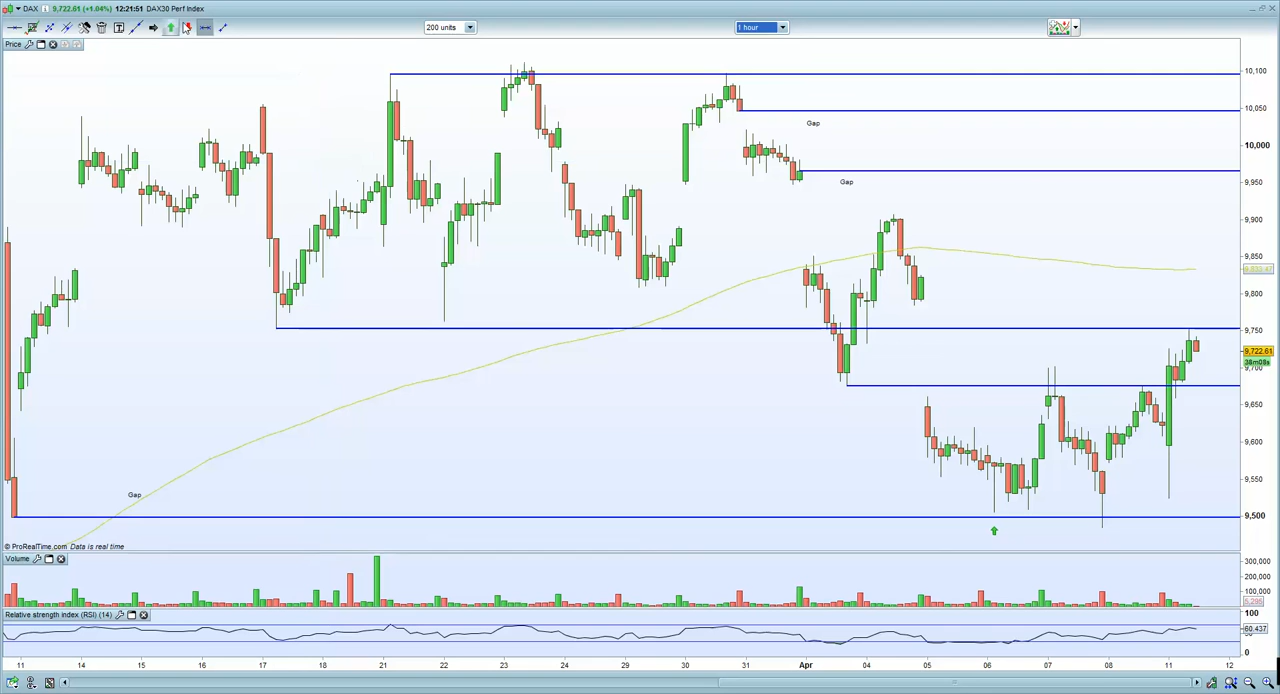 DAX 9,722.61 (+1.04%) 12:21:51 DAX30 Perf Index
200 units 1 hour
Price
10,100
10,050
10,000
9,950
9,900
9,850
9,833.47
9,800
9,750
9,722.61
38m08s
9,700
9,650
9,600
9,550
9,500
Gap
Gap
Gap
© ProRealTime.com Data is real time
Volume
300,000
200,000
100,000
Relative strength index (RSI) (14)
100
60,437
0
11 14 15 16 17 18 21 22 23 24 29 30 31 Apr 04 05 06 07 08 11 12